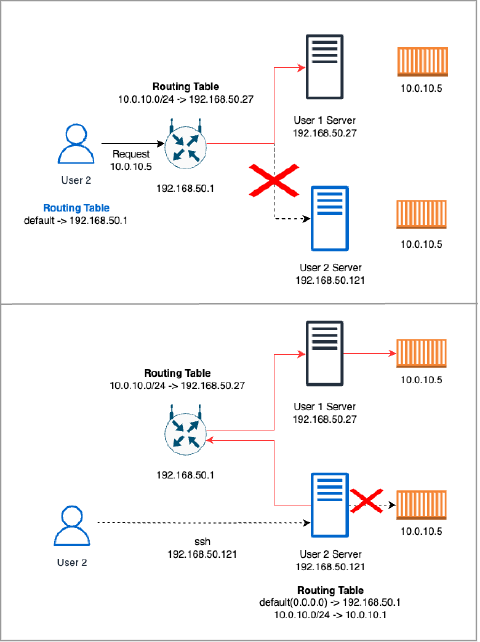 Routing Table
10.0.10.0/24 -> 192.168.50.27
10.0.10.5
User 1 Server
192.168.50.27
Request
10.0.10.5
User 2
192.168.50.1
Routing Table
default -> 192.168.50.1
10.0.10.5
User 2 Server
192.168.50.121
Routing Table
10.0.10.0/24 -> 192.168.50.27
10.0.10.5
User 1 Server
192.168.50.27
192.168.50.1
10.0.10.5
ssh
192.168.50.121
User 2
User 2 Server
192.168.50.121
Routing Table
default(0.0.0.0) -> 192.168.50.1
10.0.10.0/24 -> 10.0.10.1